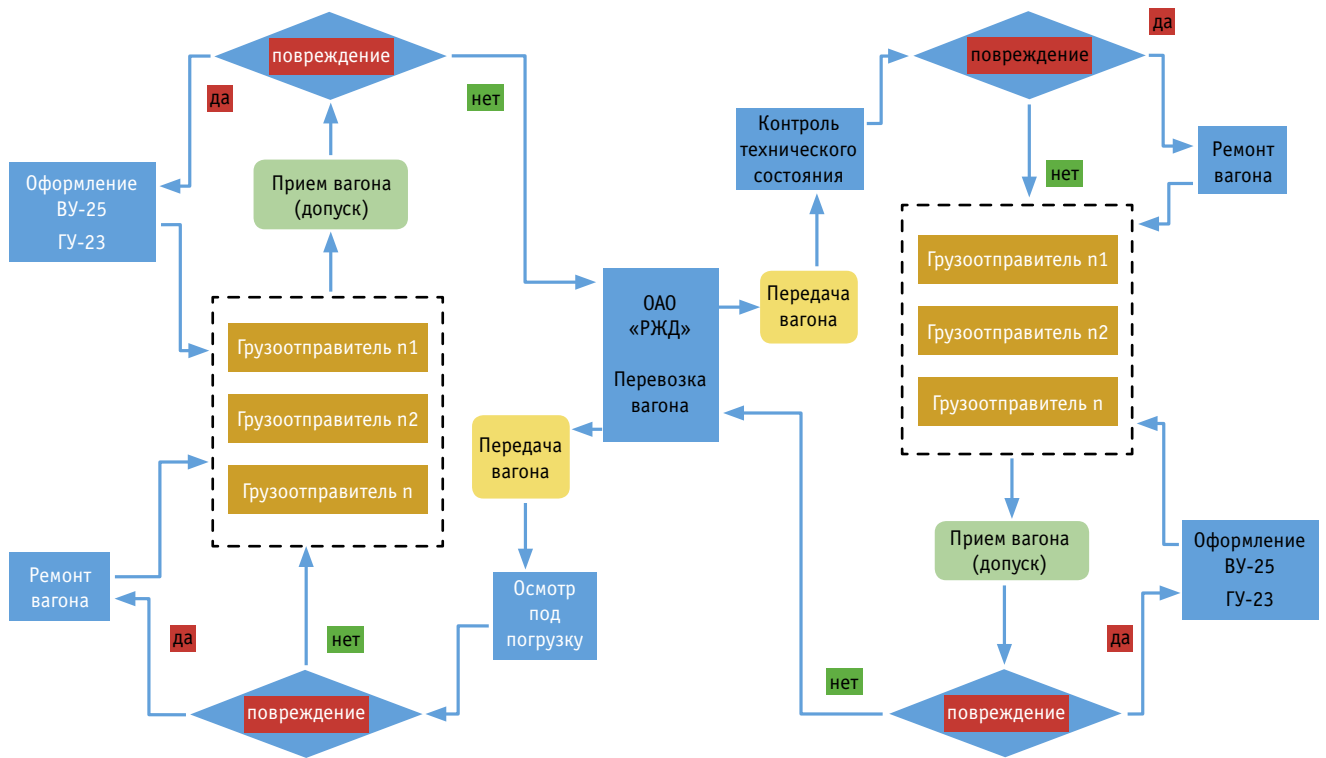 повреждение
да
нет
Прием вагона
(допуск)
Оформление
ВУ-25
ГУ-23
Грузоотправитель n1
Грузоотправитель n2
Грузоотправитель n
Ремонт
вагона
да
нет
повреждение
Передача
вагона
Осмотр
под
погрузку
ОАО
«РЖД»
Перевозка
вагона
Передача
вагона
Контроль
технического
состояния
повреждение
да
нет
Ремонт
вагона
Грузоотправитель n1
Грузоотправитель n2
Грузоотправитель n
Прием вагона
(допуск)
Оформление
ВУ-25
ГУ-23
да
нет
повреждение